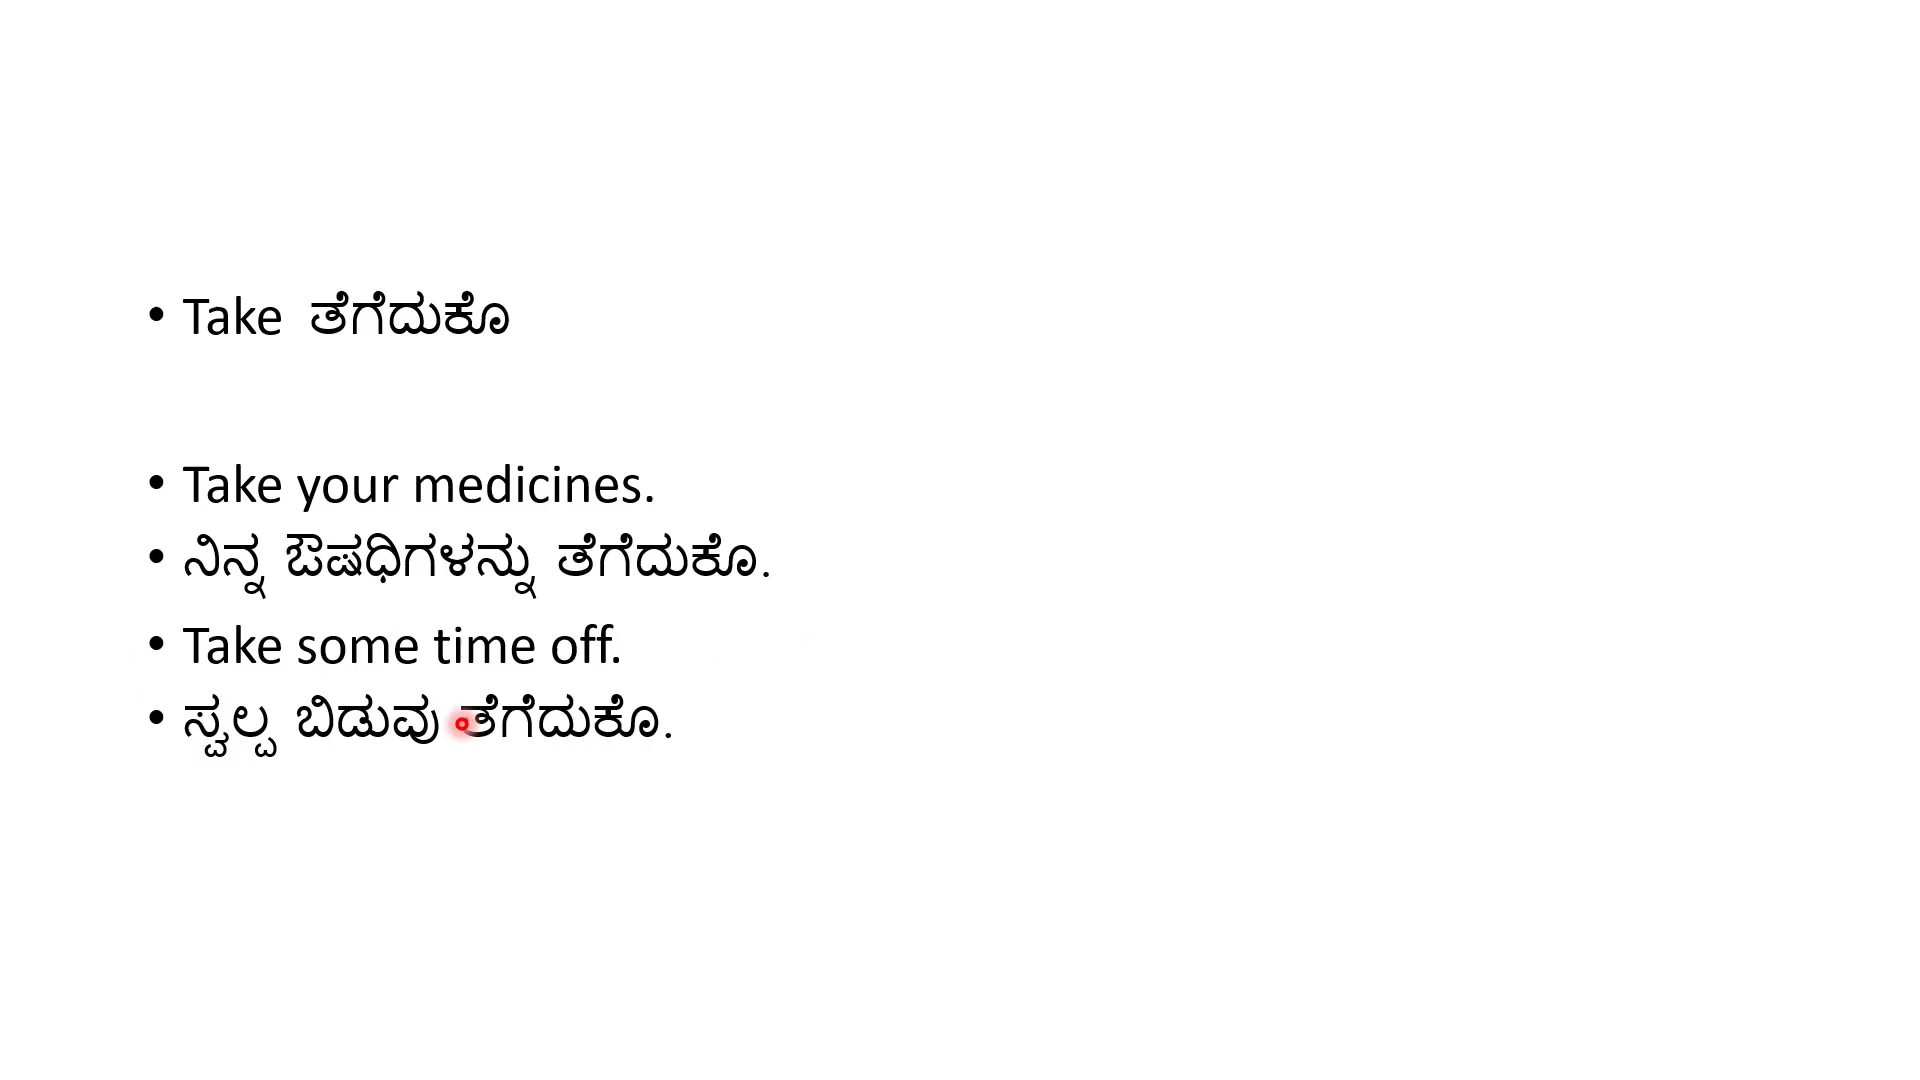 • Take ತೆಗೆದುಕೊ
• Take your medicines.
• ನಿನ್ನ ಔಷಧಿಗಳನ್ನು ತೆಗೆದುಕೊ.
• Take some time off.
• ಸ್ವಲ್ಪ ಬಿಡುವು ತೆಗೆದುಕೊ.